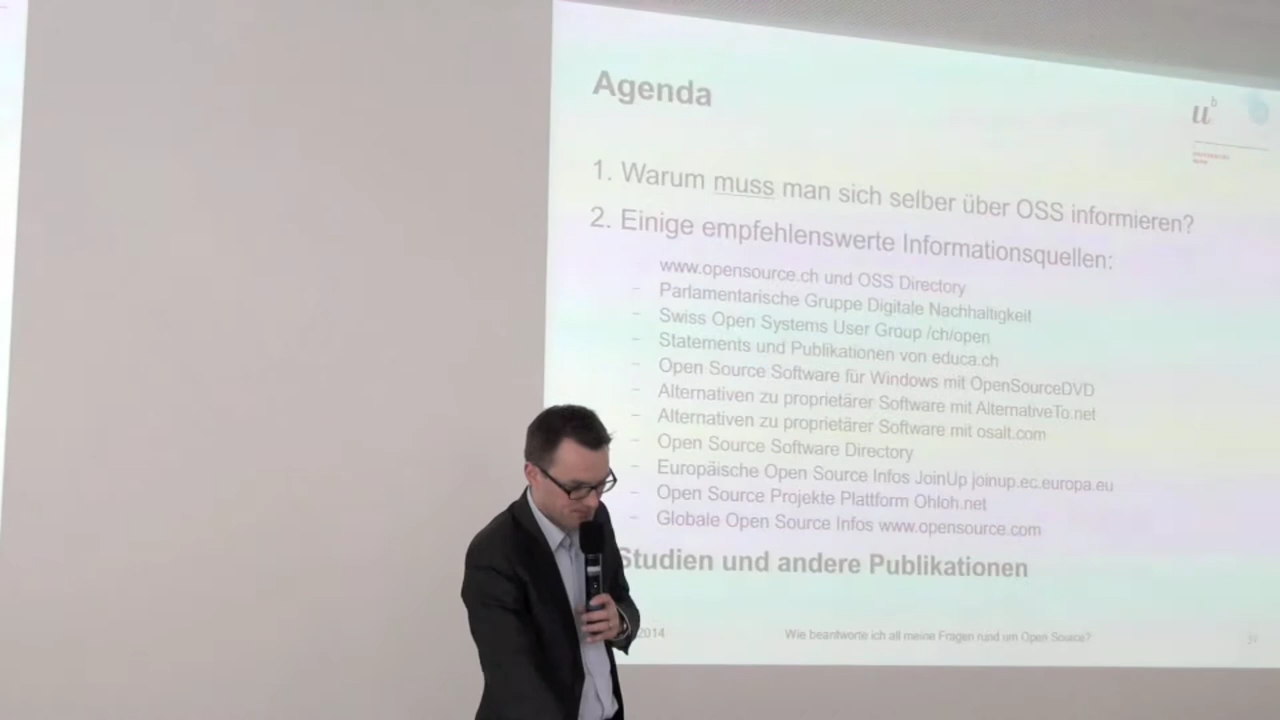 Agenda
u b
1. Warum muss man sich selber über OSS informieren?
2. Einige empfehlenswerte Informationsquellen:
www.opensource.ch und OSS Directory
– Parlamentarische Gruppe Digitale Nachhaltigkeit
– Swiss Open Systems User Group /ch/open
– Statements und Publikationen von educa.ch
– Open Source Software für Windows mit OpenSourceDVD
– Alternativen zu proprietärer Software mit AlternativeTo.net
– Alternativen zu proprietärer Software mit osalt.com
– Open Source Software Directory
– Europäische Open Source Infos JoinUp joinup.ec.europa.eu
– Open Source Projekte Plattform Ohloh.net
– Globale Open Source Infos www.opensource.com
Studien und andere Publikationen
2014 Wie beantworte ich all meine Fragen rund um Open Source?